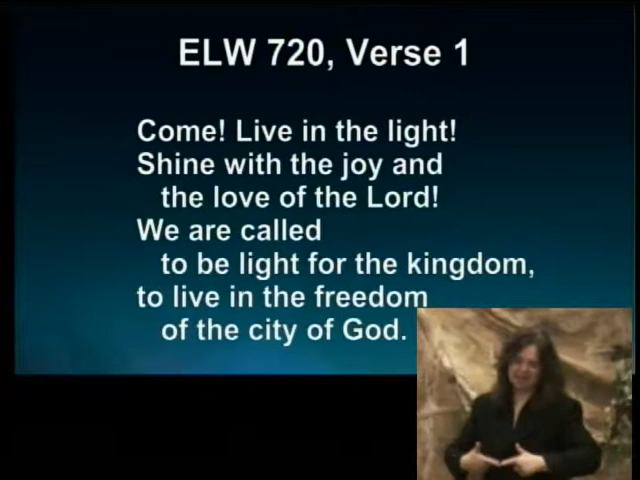 ELW 720, Verse 1
Come! Live in the light!
Shine with the joy and
the love of the Lord!
We are called
to be light for the kingdom,
to live in the freedom
of the city of God.